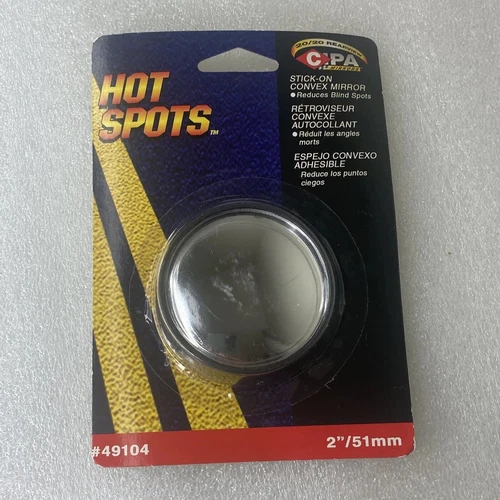 20/20 REARVIEW
CIPA
MIRRORS
HOT
SPOTS™
STICK-ON
CONVEX MIRROR
● Reduces Blind Spots
RÉTROVISEUR
CONVEXE
AUTOCOLLANT
● Réduit les angles
morts
ESPEJO CONVEXO
ADHESIBLE
Reduce los puntos
ciegos
#49104
2"/51mm